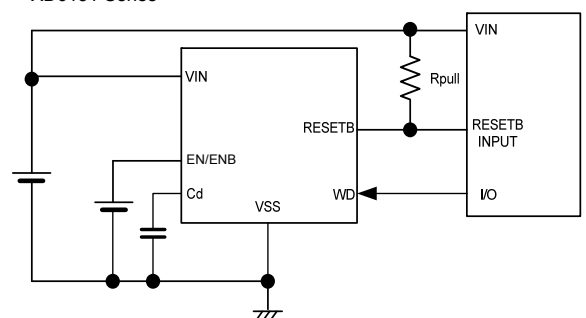 VIN
VIN
Rpull
RESETB
RESETB
INPUT
EN/ENB
Cd
WD
I/O
VSS